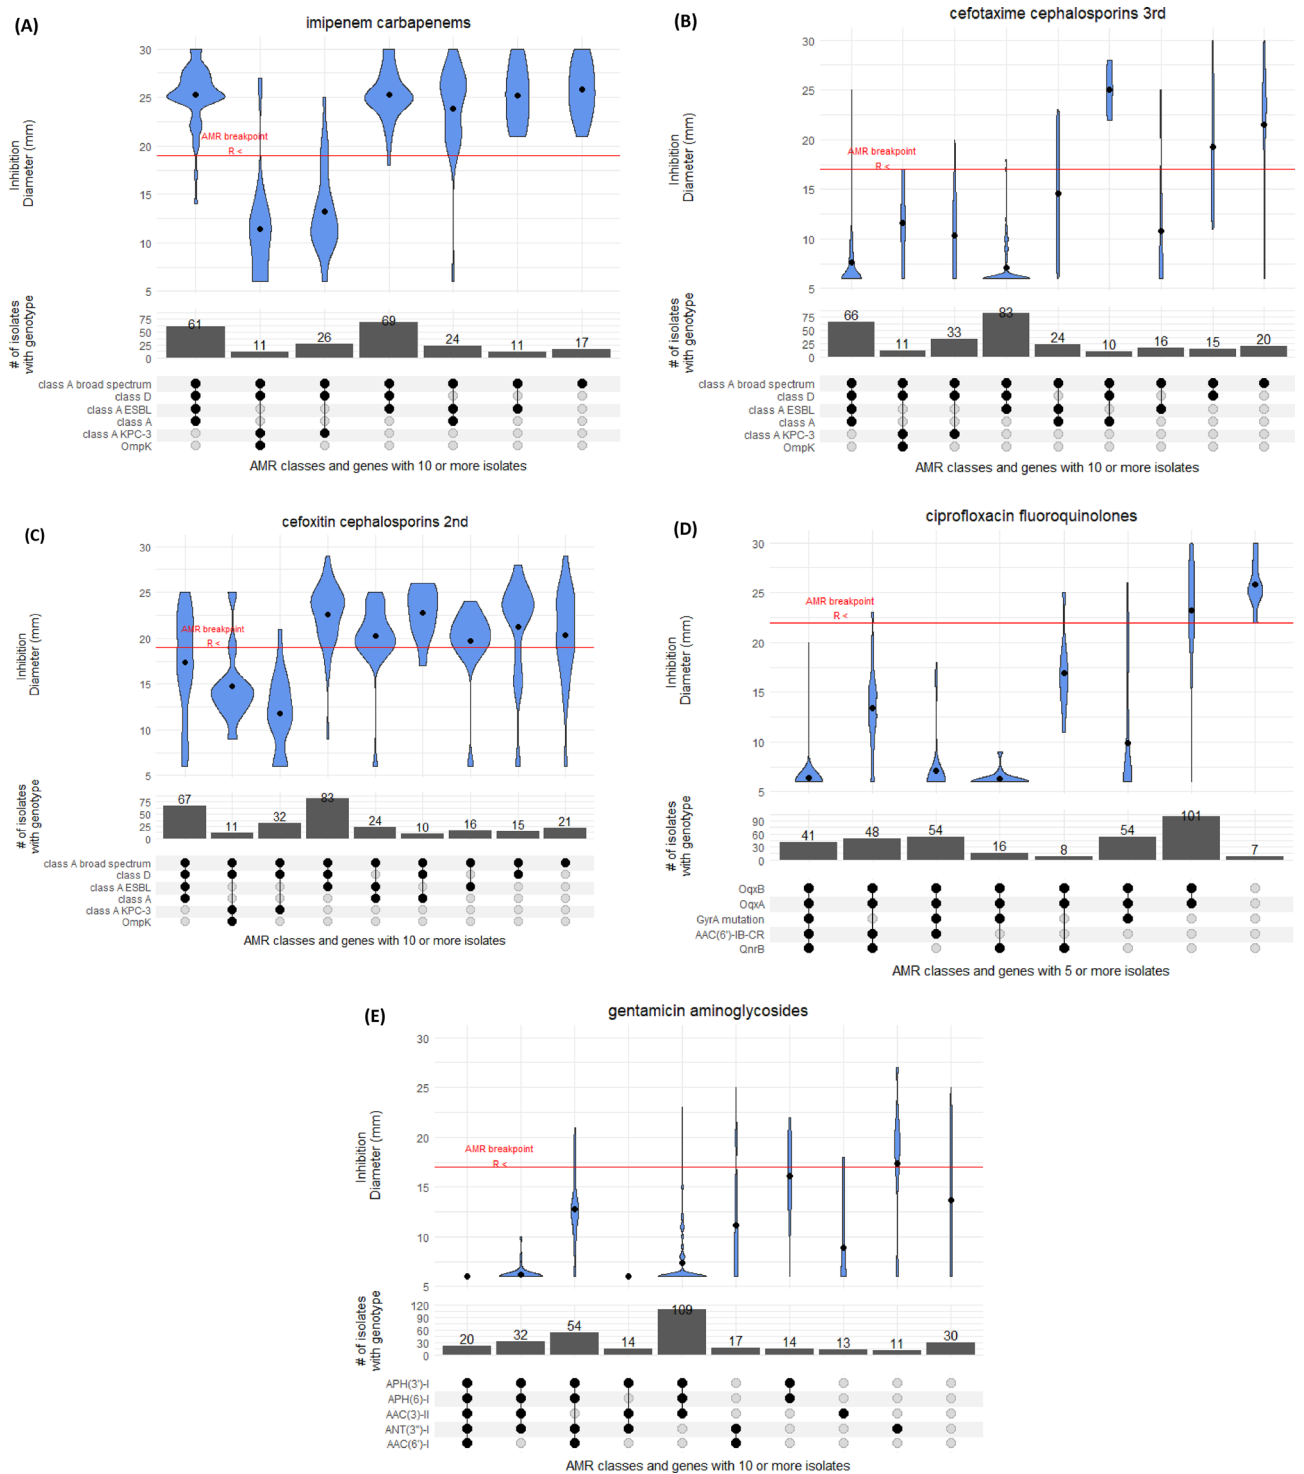 (A)
imipenem carbapenems
30
25
20
15
10
5
Inhibition
Diameter (mm)
AMR breakpoint
R <
# of isolates
with genotype
75
50
25
0
61
11
26
69
24
11
17
class A broad spectrum
class D
class A ESBL
class A
class A KPC-3
OmpK
AMR classes and genes with 10 or more isolates
(B)
cefotaxime cephalosporins 3rd
30
25
20
15
10
5
Inhibition
Diameter (mm)
AMR breakpoint
R <
# of isolates
with genotype
75
50
25
0
66
11
33
83
24
10
16
15
20
class A broad spectrum
class D
class A ESBL
class A
class A KPC-3
OmpK
AMR classes and genes with 10 or more isolates
(C)
cefoxitin cephalosporins 2nd
30
25
20
15
10
5
Inhibition
Diameter (mm)
AMR breakpoint
R <
# of isolates
with genotype
75
50
25
0
67
11
32
83
24
10
16
15
21
class A broad spectrum
class D
class A ESBL
class A
class A KPC-3
OmpK
AMR classes and genes with 10 or more isolates
(D)
ciprofloxacin fluoroquinolones
30
25
20
15
10
5
Inhibition
Diameter (mm)
AMR breakpoint
R <
# of isolates
with genotype
90
60
30
0
41
48
54
16
8
54
101
7
OqxB
OqxA
GyrA mutation
AAC(6')-IB-CR
QnrB
AMR classes and genes with 5 or more isolates
(E)
gentamicin aminoglycosides
30
25
20
15
10
5
Inhibition
Diameter (mm)
AMR breakpoint
R <
# of isolates
with genotype
120
90
60
30
0
20
32
54
14
109
17
14
13
11
30
APH(3')-I
APH(6)-I
AAC(3)-II
ANT(3")-I
AAC(6')-I
AMR classes and genes with 10 or more isolates